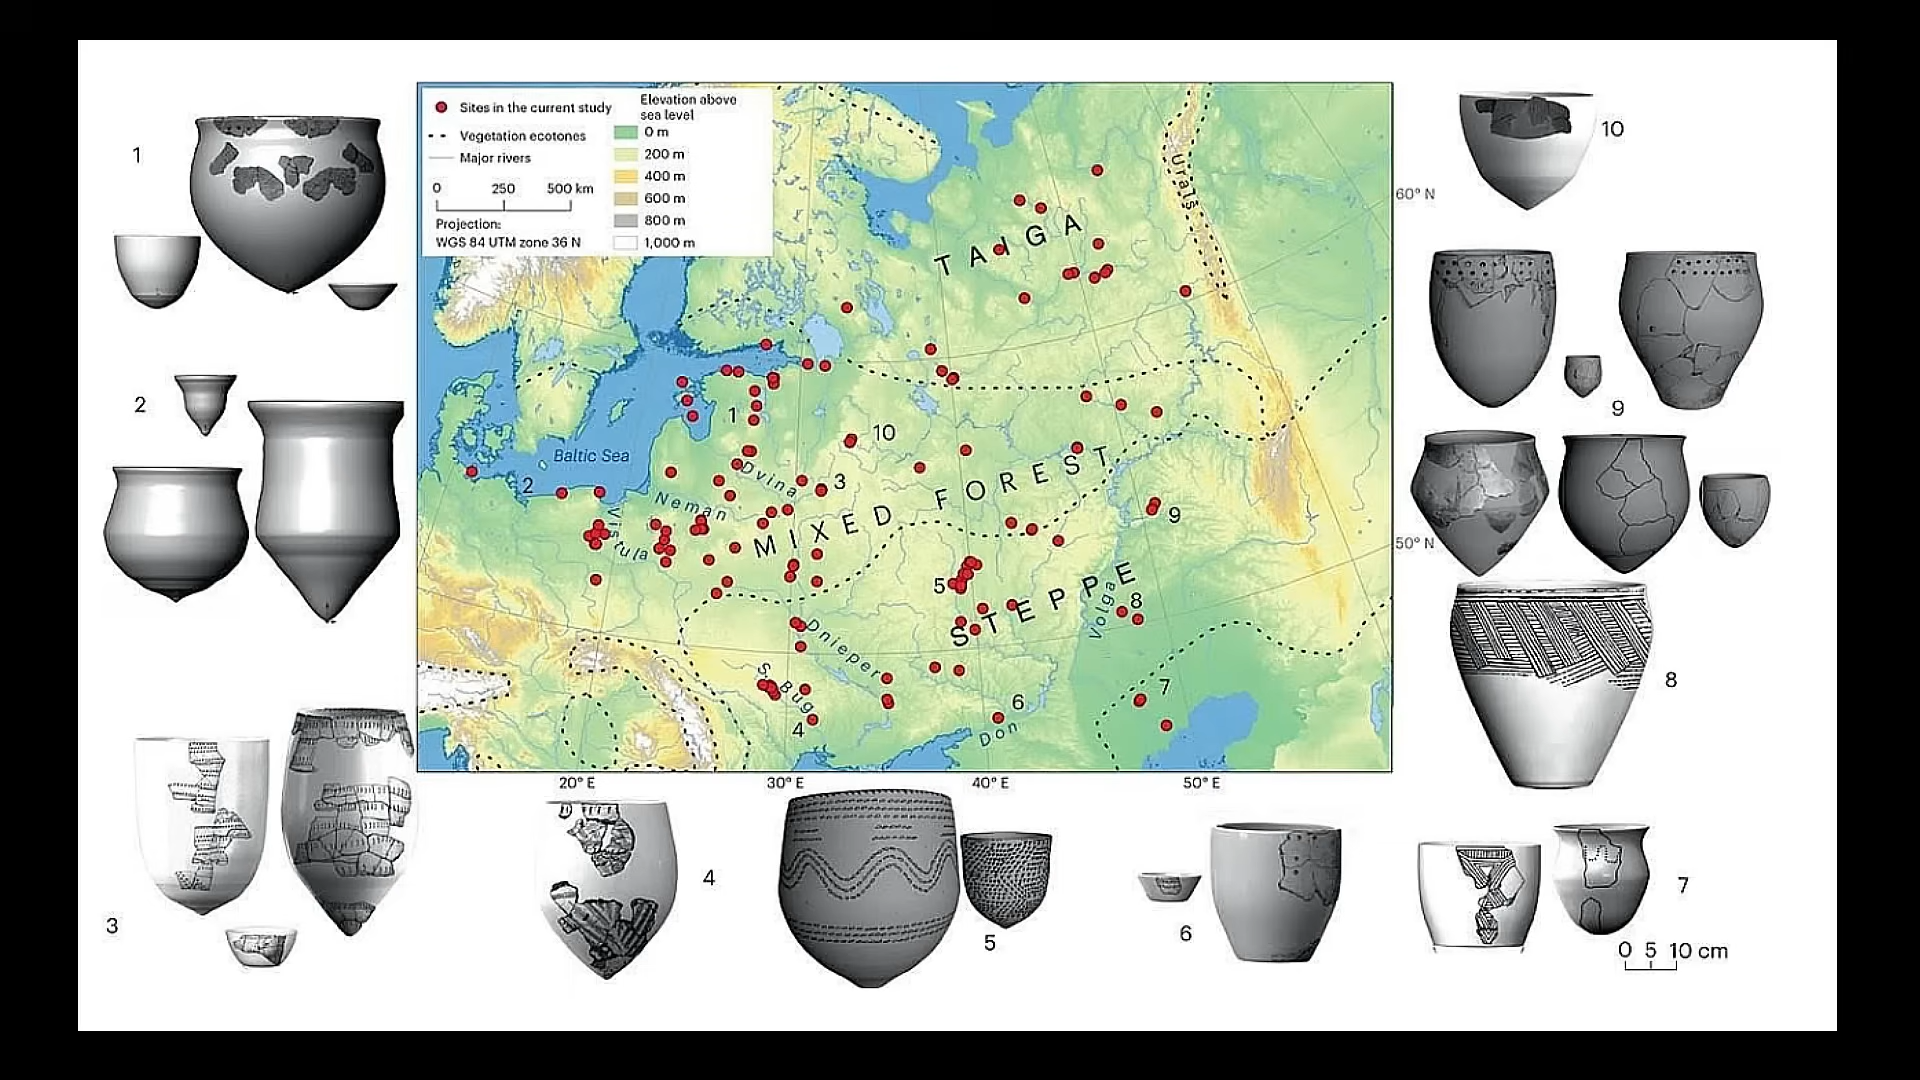 Sites in the current study
Vegetation ecotones
Major rivers
0 250 500 km
Projection:
WGS 84 UTM zone 36 N
Elevation above
sea level
0 m
200 m
400 m
600 m
800 m
1,000 m
Urals
TAIGA
60° N
1
10
2
9
1
10
Baltic Sea
Dvina
3
2
Neman
MIXED FOREST
9
50° N
Vistula
5
STEPPE
Volga
8
Dnieper
S. Bug
4
6
Don
7
8
20° E
30° E
40° E
50° E
3
4
5
6
7
0 5 10 cm